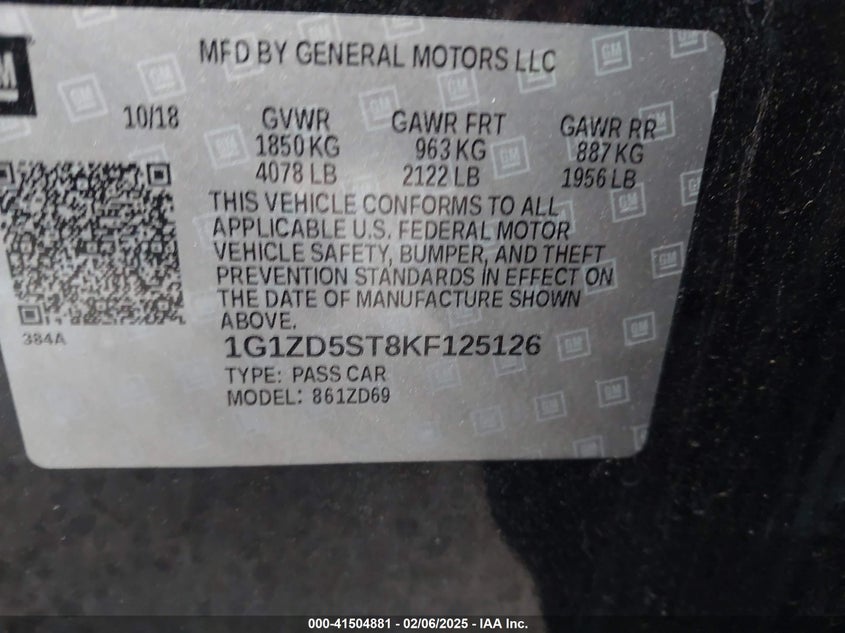 GM
MFD BY GENERAL MOTORS LLC
10/18 GVWR GAWR FRT GAWR RR
1850 KG 963 KG 887 KG
4078 LB 2122 LB 1956 LB
THIS VEHICLE CONFORMS TO ALL
APPLICABLE U.S. FEDERAL MOTOR
VEHICLE SAFETY, BUMPER, AND THEFT
PREVENTION STANDARDS IN EFFECT ON
THE DATE OF MANUFACTURE SHOWN
ABOVE.
384A
1G1ZD5ST8KF125126
TYPE: PASS CAR
MODEL: 861ZD69
000-41504881 - 02/06/2025 - © IAA Inc.